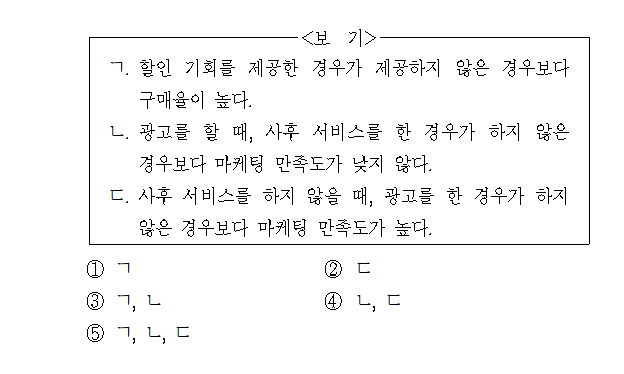 <보 기>
ㄱ. 할인 기회를 제공한 경우가 제공하지 않은 경우보다
구매율이 높다.
ㄴ. 광고를 할 때, 사후 서비스를 한 경우가 하지 않은
경우보다 마케팅 만족도가 낮지 않다.
ㄷ. 사후 서비스를 하지 않을 때, 광고를 한 경우가 하지
않은 경우보다 마케팅 만족도가 높다.
① ㄱ ② ㄷ
③ ㄱ, ㄴ ④ ㄴ, ㄷ
⑤ ㄱ, ㄴ, ㄷ